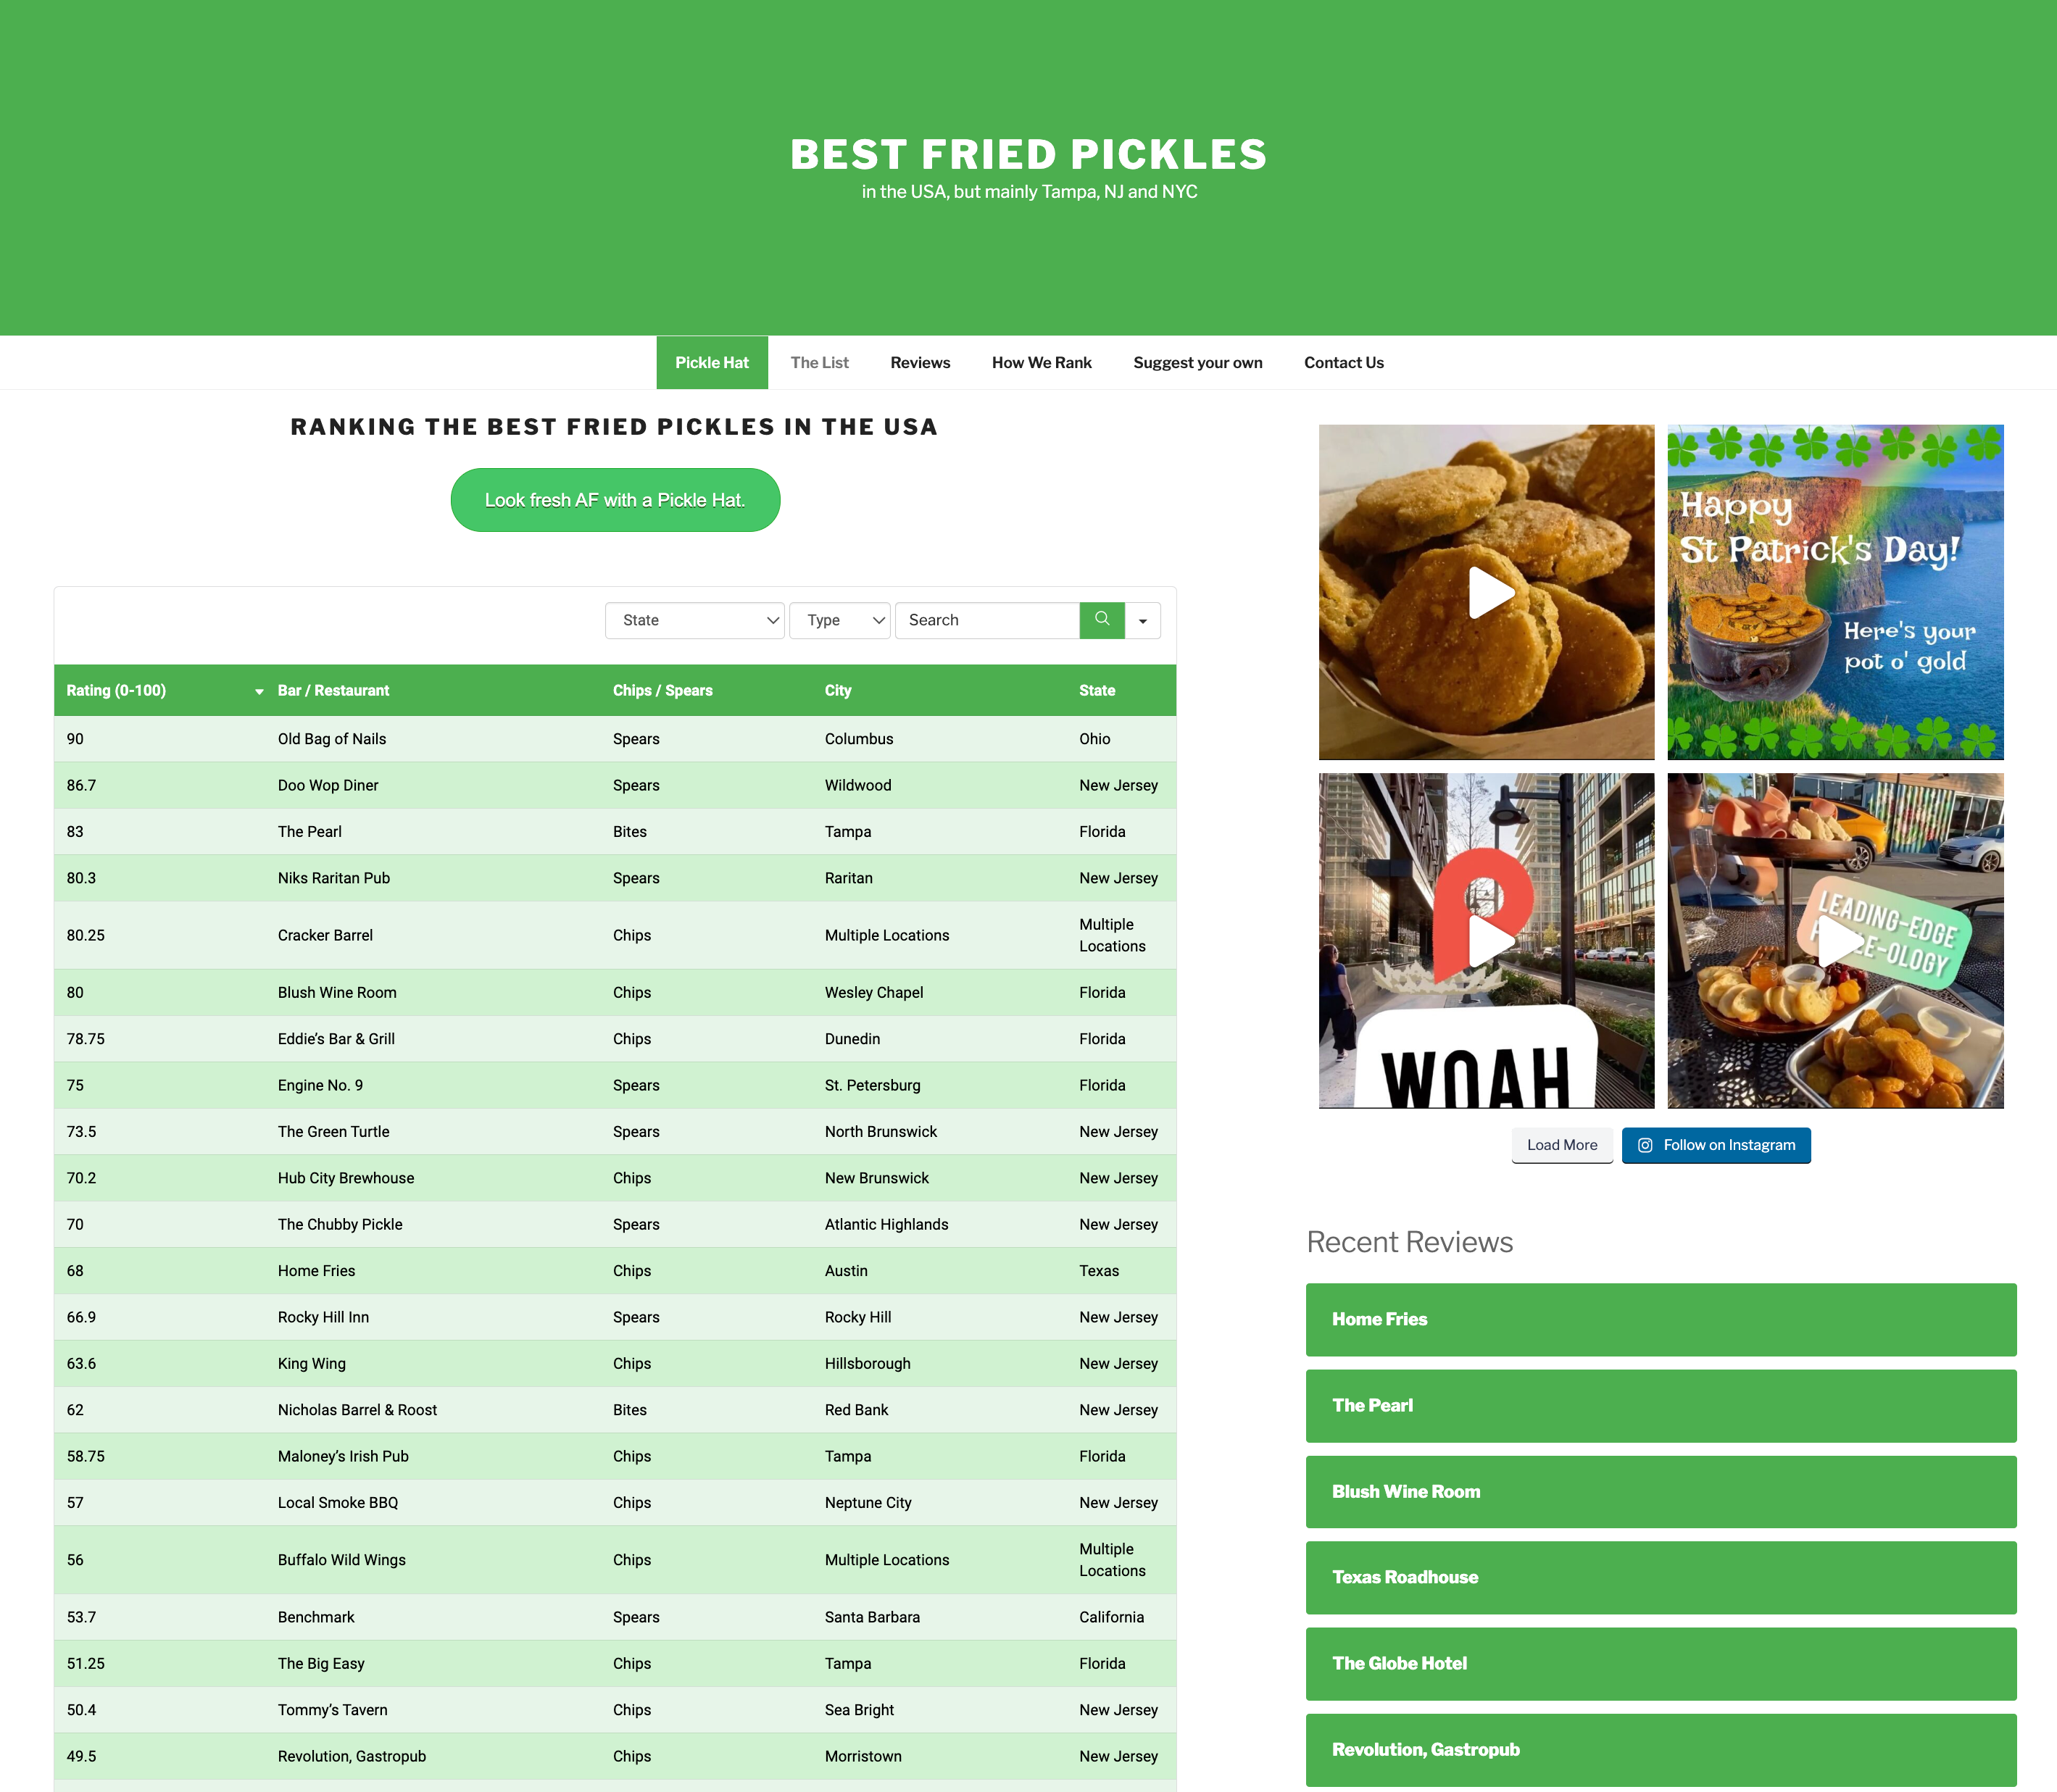 BEST FRIED PICKLES
in the USA, but mainly Tampa, NJ and NYC
Pickle Hat The List Reviews How We Rank Suggest your own Contact Us
RANKING THE BEST FRIED PICKLES IN THE USA
Look fresh AF with a Pickle Hat.
State Type Search
Rating (0-100) Bar / Restaurant Chips / Spears City State
90 Old Bag of Nails Spears Columbus Ohio
86.7 Doo Wop Diner Spears Wildwood New Jersey
83 The Pearl Bites Tampa Florida
80.3 Niks Raritan Pub Spears Raritan New Jersey
80.25 Cracker Barrel Chips Multiple Locations Multiple
Locations
80 Blush Wine Room Chips Wesley Chapel Florida
78.75 Eddie’s Bar & Grill Chips Dunedin Florida
75 Engine No. 9 Spears St. Petersburg Florida
73.5 The Green Turtle Spears North Brunswick New Jersey
70.2 Hub City Brewhouse Chips New Brunswick New Jersey
70 The Chubby Pickle Spears Atlantic Highlands New Jersey
68 Home Fries Chips Austin Texas
66.9 Rocky Hill Inn Spears Rocky Hill New Jersey
63.6 King Wing Chips Hillsborough New Jersey
62 Nicholas Barrel & Roost Bites Red Bank New Jersey
58.75 Maloney’s Irish Pub Chips Tampa Florida
57 Local Smoke BBQ Chips Neptune City New Jersey
56 Buffalo Wild Wings Chips Multiple Locations Multiple
Locations
53.7 Benchmark Spears Santa Barbara California
51.25 The Big Easy Chips Tampa Florida
50.4 Tommy’s Tavern Chips Sea Bright New Jersey
49.5 Revolution, Gastropub Chips Morristown New Jersey
Happy
St Patrick's Day!
Here's your
pot o' gold
WOAH
LEADING-EDGE
Load More
Follow on Instagram
Recent Reviews
Home Fries
The Pearl
Blush Wine Room
Texas Roadhouse
The Globe Hotel
Revolution, Gastropub